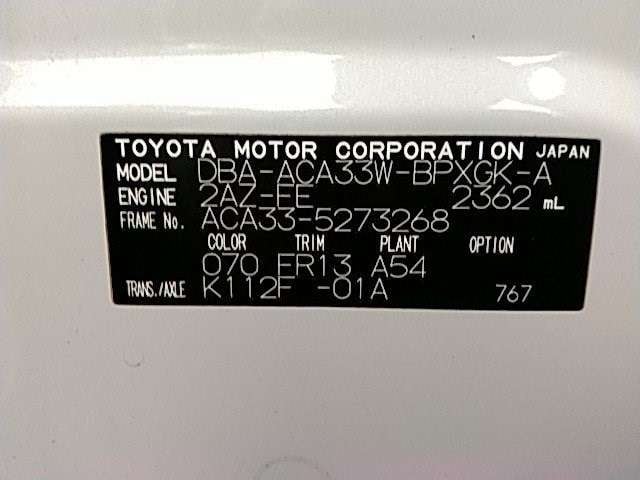 TOYOTA MOTOR CORPORATION JAPAN
MODEL DBA-ACA33W-BPXGK-A
ENGINE 2AZ-FE 2362 mL
FRAME No. ACA33-5273268
COLOR TRIM PLANT OPTION
070 FR13 A54
TRANS./AXLE K112F -01A 767